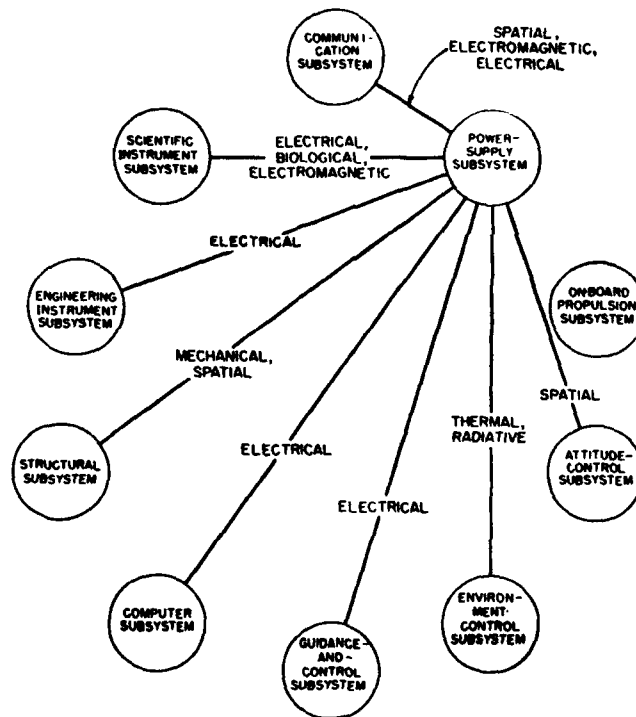 COMMUNI-
CATION
SUBSYSTEM
SPATIAL,
ELECTROMAGNETIC,
ELECTRICAL
SCIENTIFIC
INSTRUMENT
SUBSYSTEM
ELECTRICAL,
BIOLOGICAL,
ELECTROMAGNETIC
POWER-
SUPPLY
SUBSYSTEM
ELECTRICAL
ENGINEERING
INSTRUMENT
SUBSYSTEM
ON-BOARD
PROPULSION
SUBSYSTEM
MECHANICAL,
SPATIAL
SPATIAL
THERMAL,
RADIATIVE
STRUCTURAL
SUBSYSTEM
ELECTRICAL
ATTITUDE-
CONTROL
SUBSYSTEM
ELECTRICAL
COMPUTER
SUBSYSTEM
GUIDANCE-
AND-
CONTROL
SUBSYSTEM
ENVIRON-
MENT-
CONTROL
SUBSYSTEM